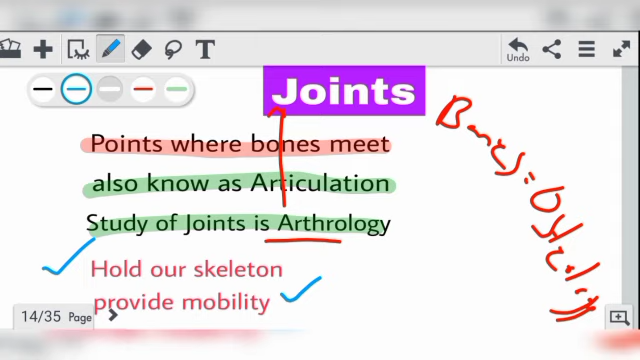 Undo
T
Joints
Points where bones meet
also know as Articulation
Study of Joints is Arthrology
Hold our skeleton
provide mobility
Bones =
14/35 Page